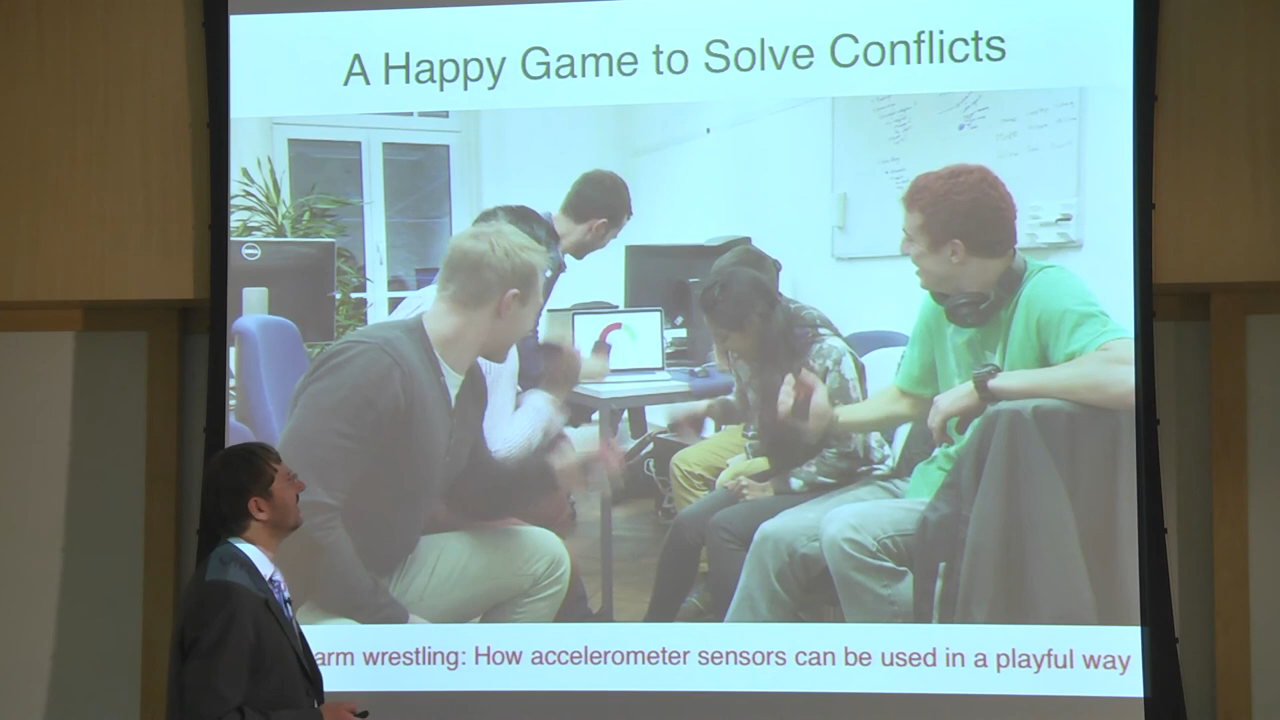 A Happy Game to Solve Conflicts
arm wrestling: How accelerometer sensors can be used in a playful way